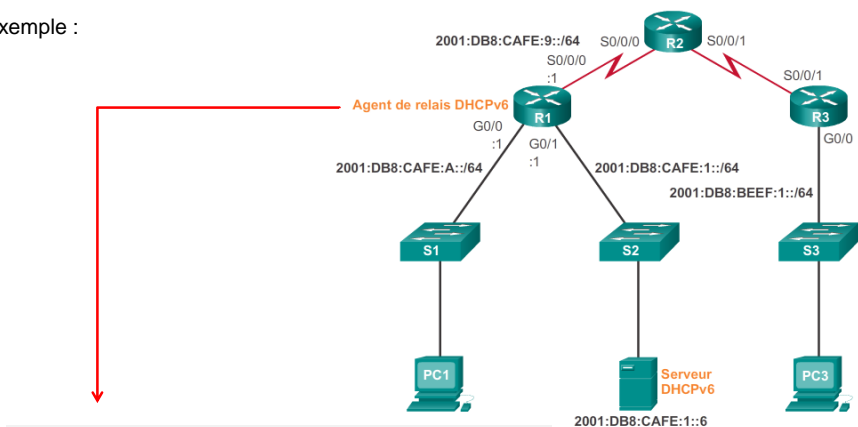 xemple :
2001:DB8:CAFE:9::/64
S0/0/0
R2
S0/0/1
S0/0/0
:1
S0/0/1
Agent de relais DHCPv6
R1
R3
G0/0
:1
G0/1
:1
G0/0
2001:DB8:CAFE:A::/64
2001:DB8:CAFE:1::/64
2001:DB8:BEEF:1::/64
S1
S2
S3
PC1
Serveur
DHCPv6
PC3
2001:DB8:CAFE:1::6